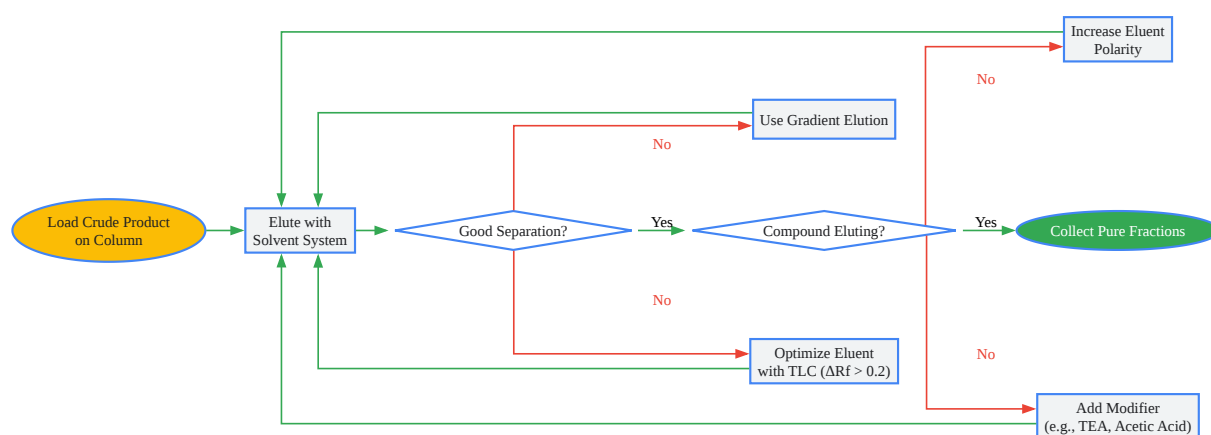 Increase Eluent
Polarity
No
Use Gradient Elution
No
Load Crude Product
on Column
Elute with
Solvent System
Good Separation?
Yes
Compound Eluting?
Yes
Collect Pure Fractions
No
Optimize Eluent
with TLC (ΔRf > 0.2)
No
Add Modifier
(e.g., TEA, Acetic Acid)